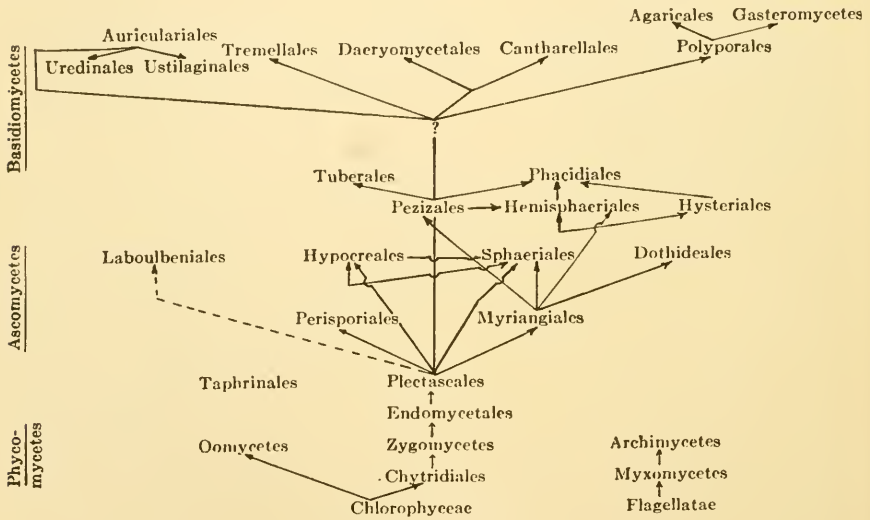 Agaricales Gasteromycetes
Auriculariales
Tremellales Dacryomycetales Cantharellales Polyporales
Uredinales Ustilaginales
Basidiomycetes
?
Tuberales Phacidiales
Pezizales Hemisphaeriales Hysteriales
Ascomycetes
Laboulbeniales Hypocreales Sphaeriales Dothideales
Perisporiales Myriangiales
Taphrinales Plectascales
Endomycetales
Phyco-
mycetes
Oomycetes Zygomycetes Archimycetes
Chytridiales Myxomycetes
Chlorophyceae Flagellatae